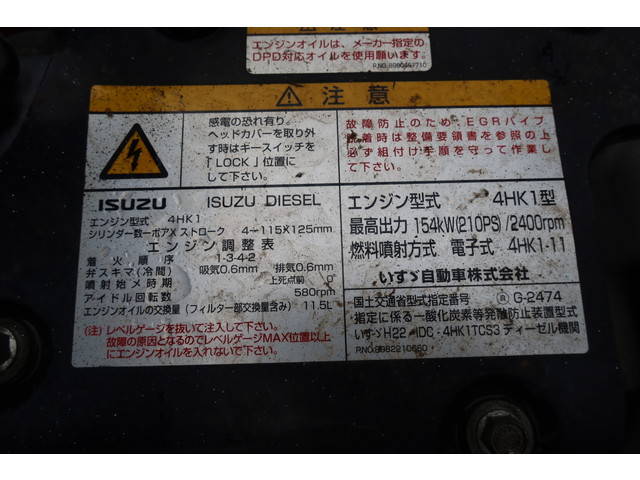 注意
エンジンオイルは、メーカー指定の
DPD対応オイルを使用願います。
注意
感電の恐れ有り。
ヘッドカバーを取り外
す時はキースイッチを
「LOCK」位置に
して下さい。
故障防止のため、EGRパイプ
脱着時は整備要領書を参照の上
必ず組付け手順を守って作業し
て下さい。
ISUZU ISUZU DIESEL
エンジン型式 4HK1
シリンダー数ーボアXストローク 4ー115X125mm
エンジン調整表
着火順序 1-3-4-2
弁スキマ(冷間) 吸気0.6mm 排気0.6mm
噴射始メ時期 上死点前 0°
アイドル回転数 580rpm
エンジンオイルの交換量(フィルター部交換量含み) 11.5L
(注)レベルゲージを抜いて注入して下さい。
故障の原因となるのでレベルゲージMAX位置以上
にエンジンオイルを入れないで下さい。
エンジン型式 4HK1型
最高出力 154kW(210PS)/2400rpm
燃料噴射方式 電子式 4HK1-11
いすゞ自動車株式会社
国土交通省型式指定番号 G-2474
指定に係る一酸化炭素等発散防止装置型式
いすゞH22 IDC 4HK1TCS3 ディーゼル機関
P.NO.8982210660